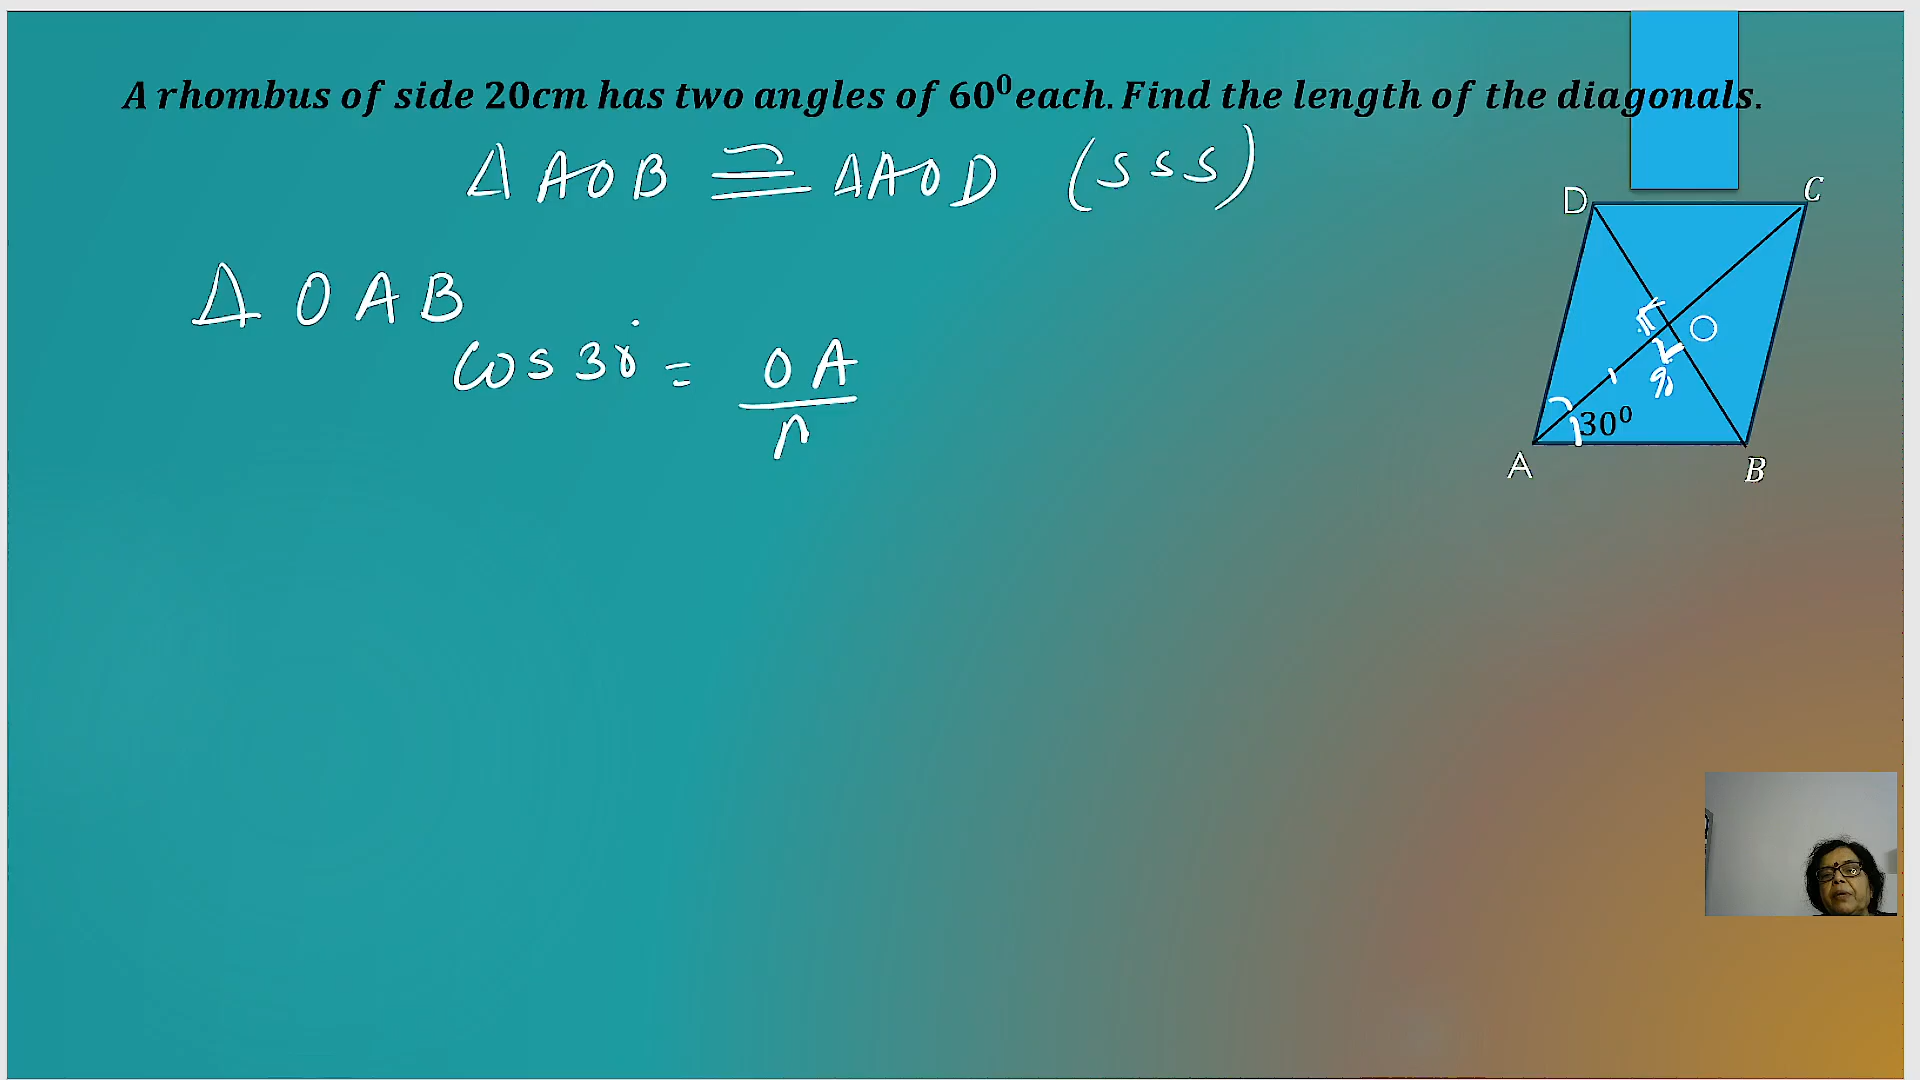 A rhombus of side 20cm has two angles of 60⁰each. Find the length of the diagonals.
Δ AOB ≅ ΔAOD (SSS)
Δ OAB
cos 30° = OA
D
C
O
90
30⁰
A
B